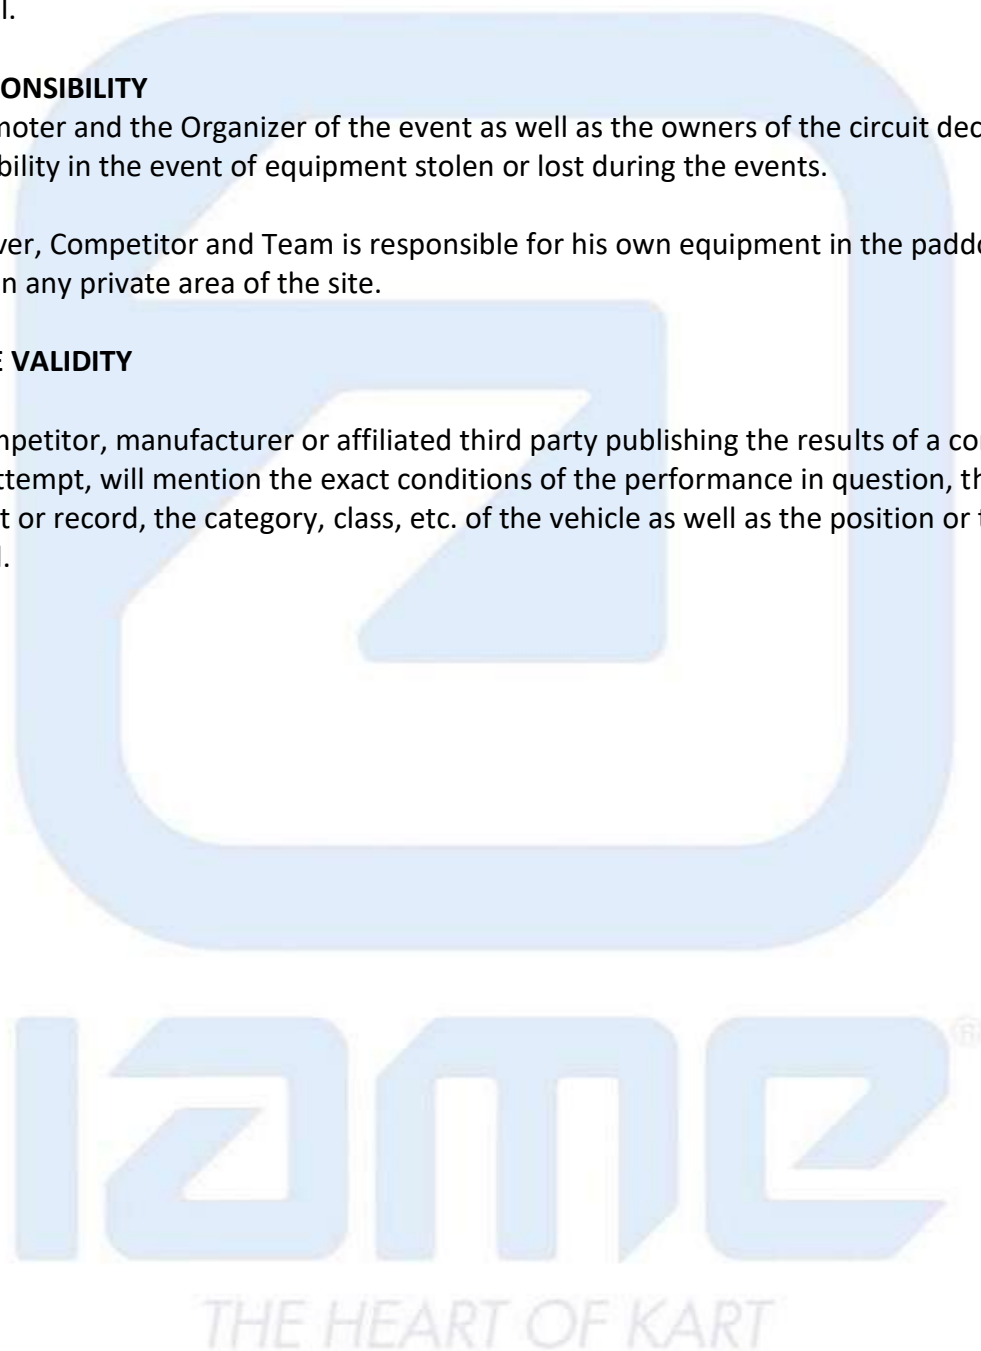 l.
ONSIBILITY
noter and the Organizer of the event as well as the owners of the circuit dec
bility in the event of equipment stolen or lost during the events.
ver, Competitor and Team is responsible for his own equipment in the paddo
n any private area of the site.
E VALIDITY
mpetitor, manufacturer or affiliated third party publishing the results of a co
ttempt, will mention the exact conditions of the performance in question, th
t or record, the category, class, etc. of the vehicle as well as the position or t
l.
iame®
THE HEART OF KART